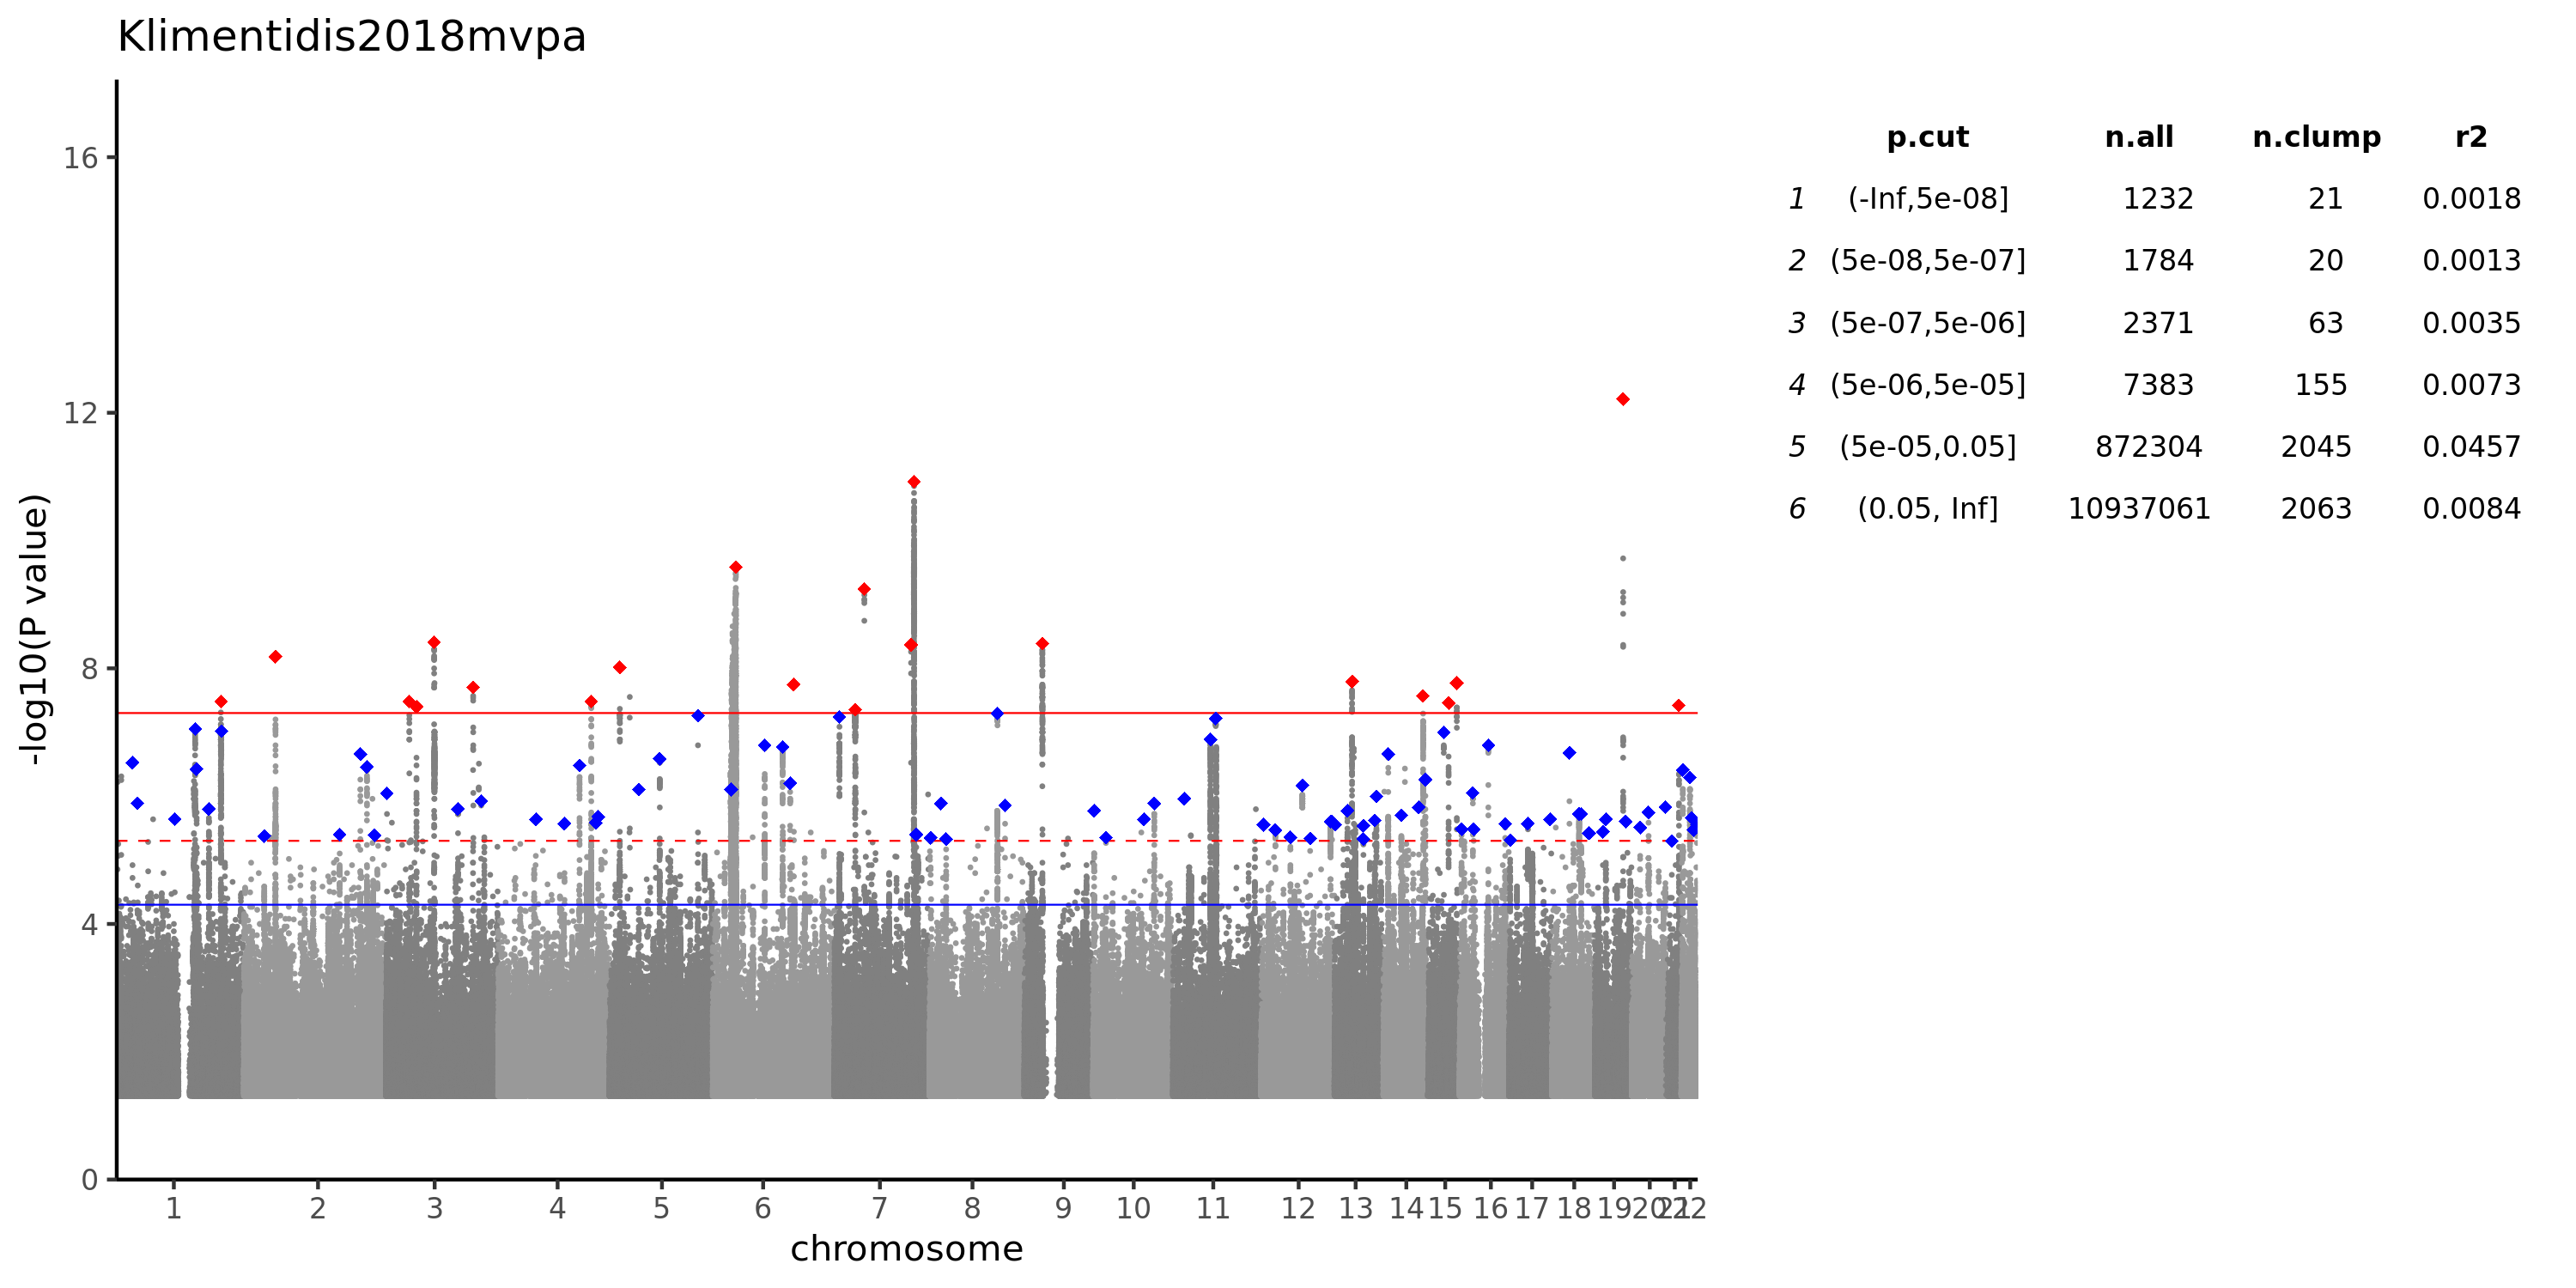 Klimentidis2018mvpa
p.cut n.all n.clump r2
1 (-Inf,5e-08] 1232 21 0.0018
2 (5e-08,5e-07] 1784 20 0.0013
3 (5e-07,5e-06] 2371 63 0.0035
4 (5e-06,5e-05] 7383 155 0.0073
5 (5e-05,0.05] 872304 2045 0.0457
6 (0.05, Inf] 10937061 2063 0.0084
-log10(P value)
16
12
8
4
0
1 2 3 4 5 6 7 8 9 10 11 12 13 14 15 16 17 18 19 20 21 22
chromosome